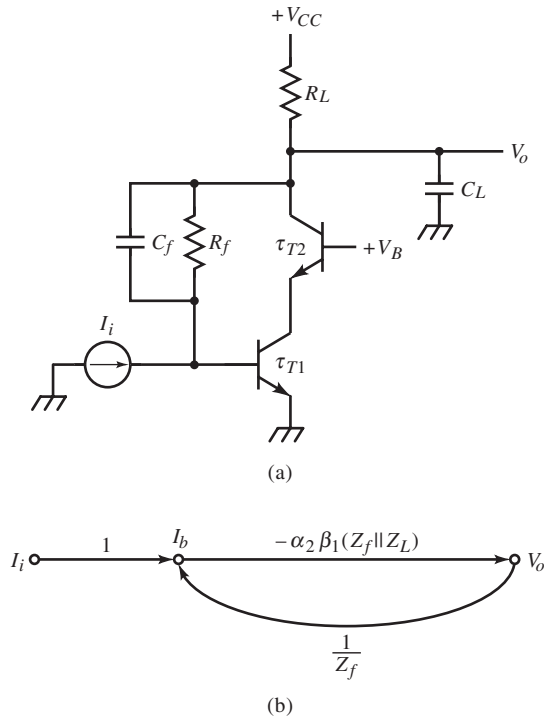 +V_CC
R_L
V_o
C_L
C_f
R_f
τ_T2
+V_B
I_i
τ_T1
(a)
I_i
1
I_b
−α_2 β_1(Z_f||Z_L)
V_o
1
Z_f
(b)